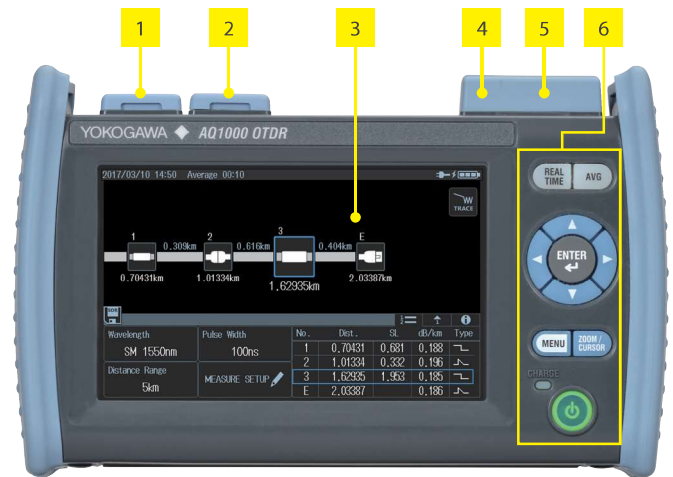 1 2 3 4 5 6
YOKOGAWA AQ1000 OTDR
2017/03/10 14:50 Average 00:10
TRACE
1 2 3 E
0.309km 0.616km 0.404km
0.70431km 1.01334km 1.62935km 2.03387km
Wavelength Pulse Width No. Dist. SL dB/km Type
SM 1550nm 100ns 1 0.70431 0.681 0.188
2 1.01334 0.332 0.196
Distance Range MEASURE SETUP 3 1.62935 1.953 0.185
5km E 2.03387 0.186
REAL TIME AVG
ENTER
MENU ZOOM / CURSOR
CHARGE